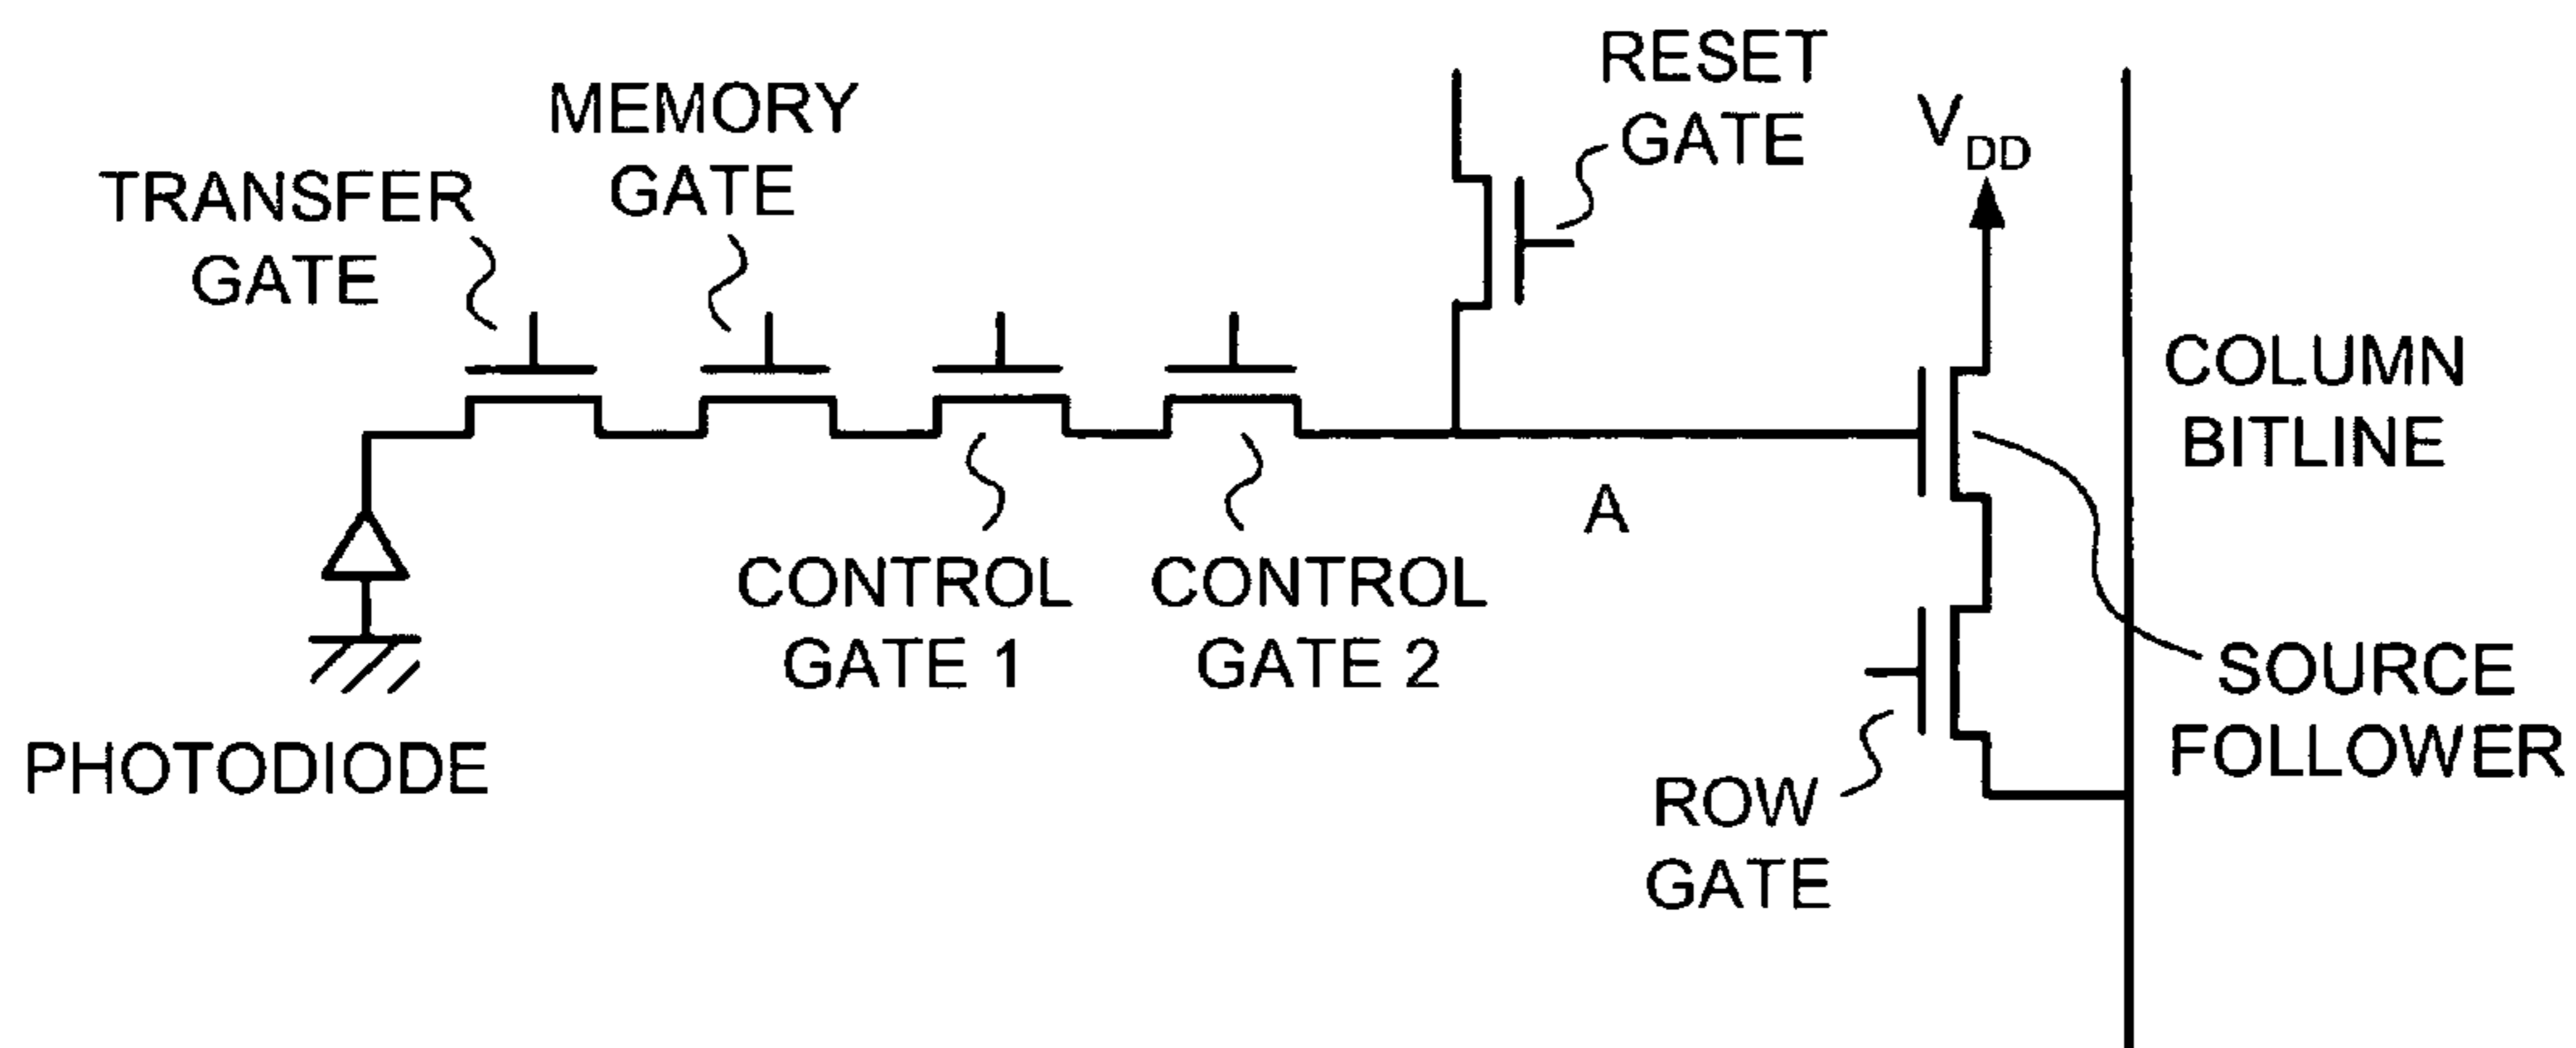 RESET
GATE
MEMORY
GATE
TRANSFER
GATE
VDD
COLUMN
BITLINE
A
CONTROL
GATE 1
CONTROL
GATE 2
SOURCE
FOLLOWER
PHOTODIODE
ROW
GATE